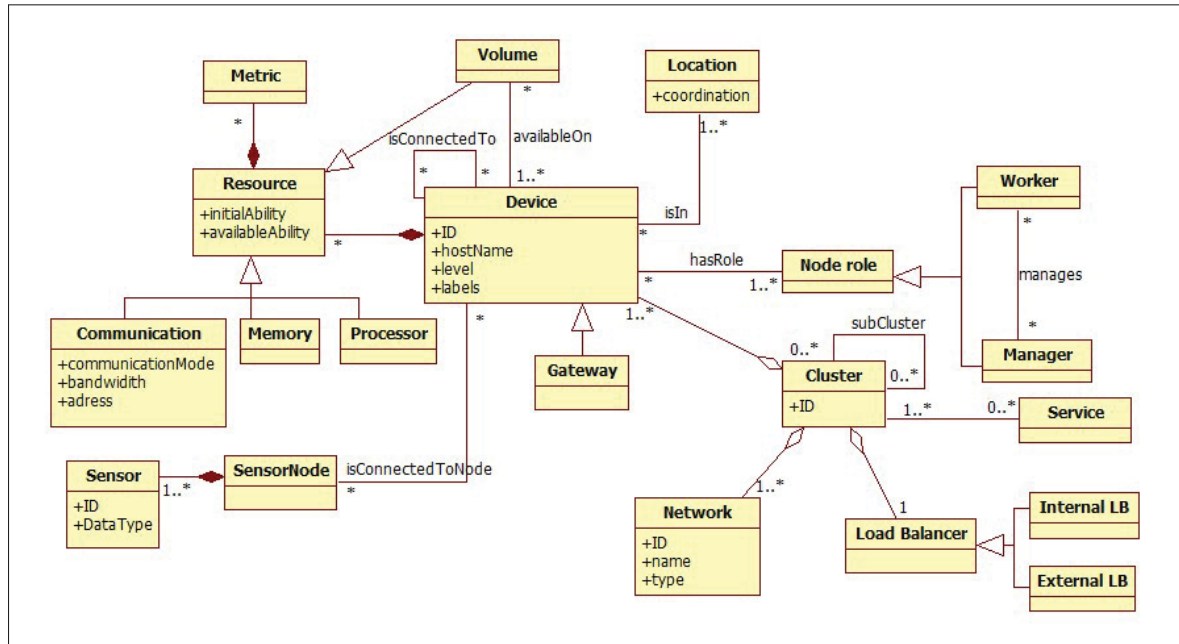 Volume
Metric
Location
+coordination
*
*
isConnectedTo
availableOn
1..*
*
*
1..*
Resource
+initialAbility
+availableAbility
*
Device
+ID
+hostName
+level
+labels
isIn
*
Worker
*
manages
*
Manager
hasRole
*
1..*
Node role
1..*
subCluster
0..*
0..*
Cluster
+ID
1..*
0..*
Service
Communication
+communicationMode
+bandwidith
+adress
Memory
Processor
*
Gateway
Sensor
+ID
+DataType
1..*
SensorNode
isConnectedToNode
*
1..*
Network
+ID
+name
+type
1
Load Balancer
Internal LB
External LB